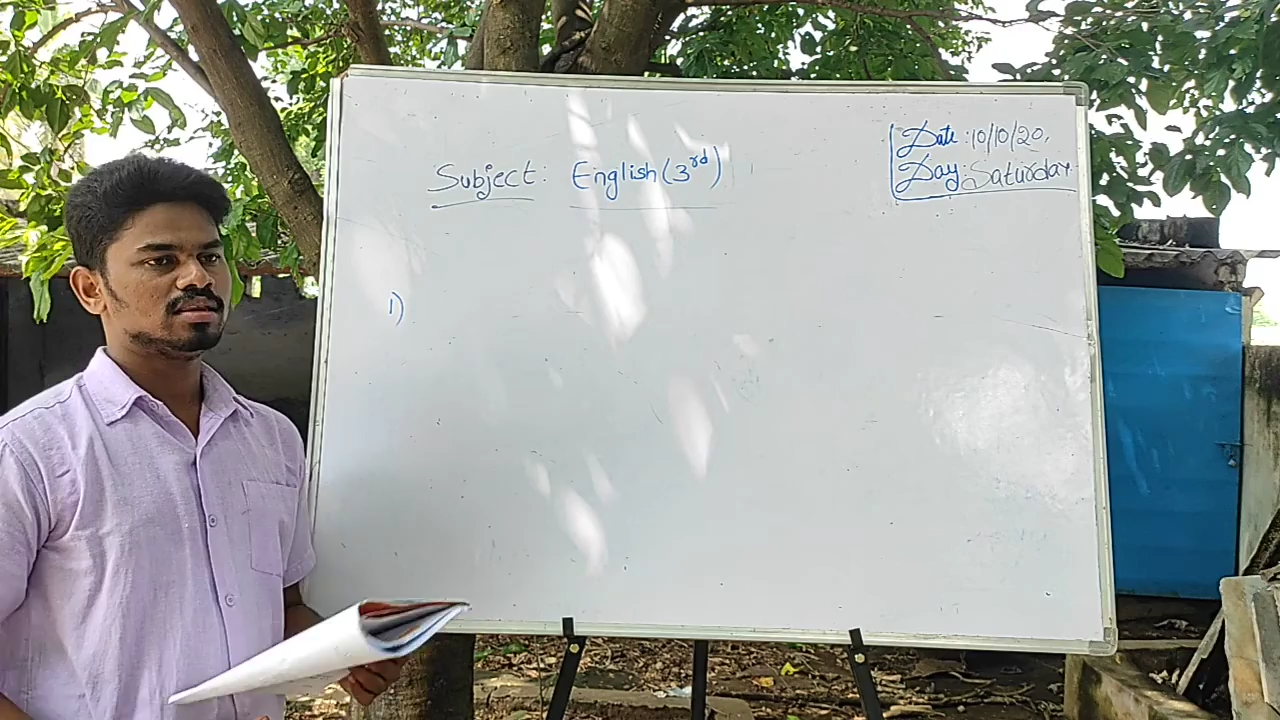 Date : 10/10/20,
Day : Saturday
Subject : English (3rd)
1)